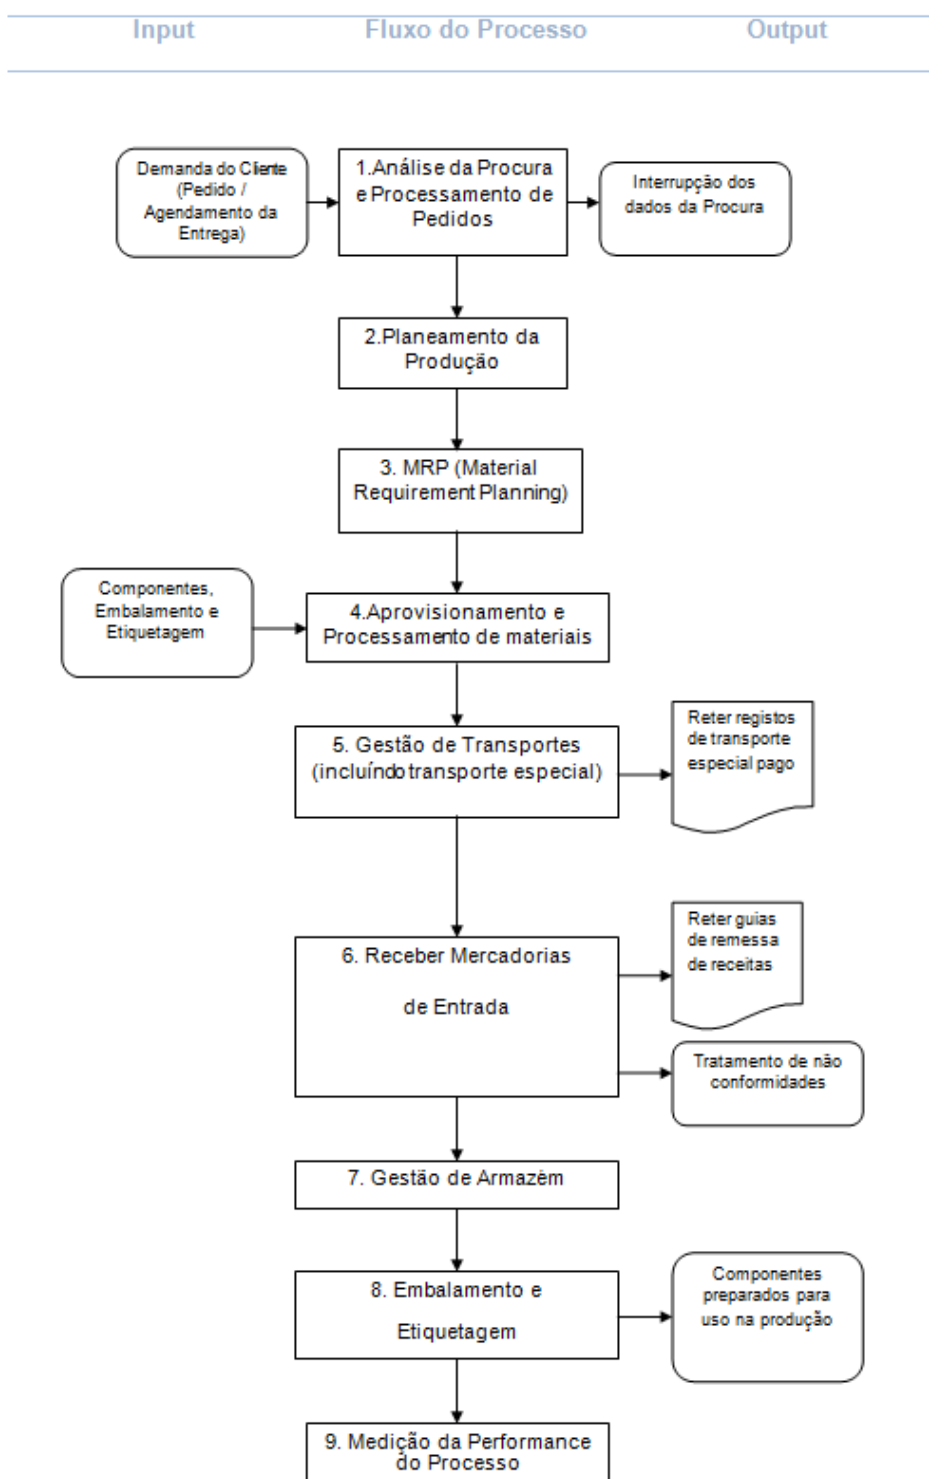 Input Fluxo do Processo Output
Demanda do Cliente
(Pedido /
Agendamento da
Entrega)
1.Análise da Procura
e Processamento de
Pedidos
Interrupção dos
dados da Procura
2.Planeamento da
Produção
3. MRP (Material
Requirement Planning)
Componentes,
Embalamento e
Etiquetagem
4.Aprovisionamento e
Processamento de materiais
5. Gestão de Transportes
(incluíndo transporte especial)
Reter registos
de transporte
especial pago
6. Receber Mercadorias
de Entrada
Reter guias
de remessa
de receitas
Tratamento de não
conformidades
7. Gestão de Armazém
8. Embalamento e
Etiquetagem
Componentes
preparados para
uso na produção
9. Medição da Performance
do Processo